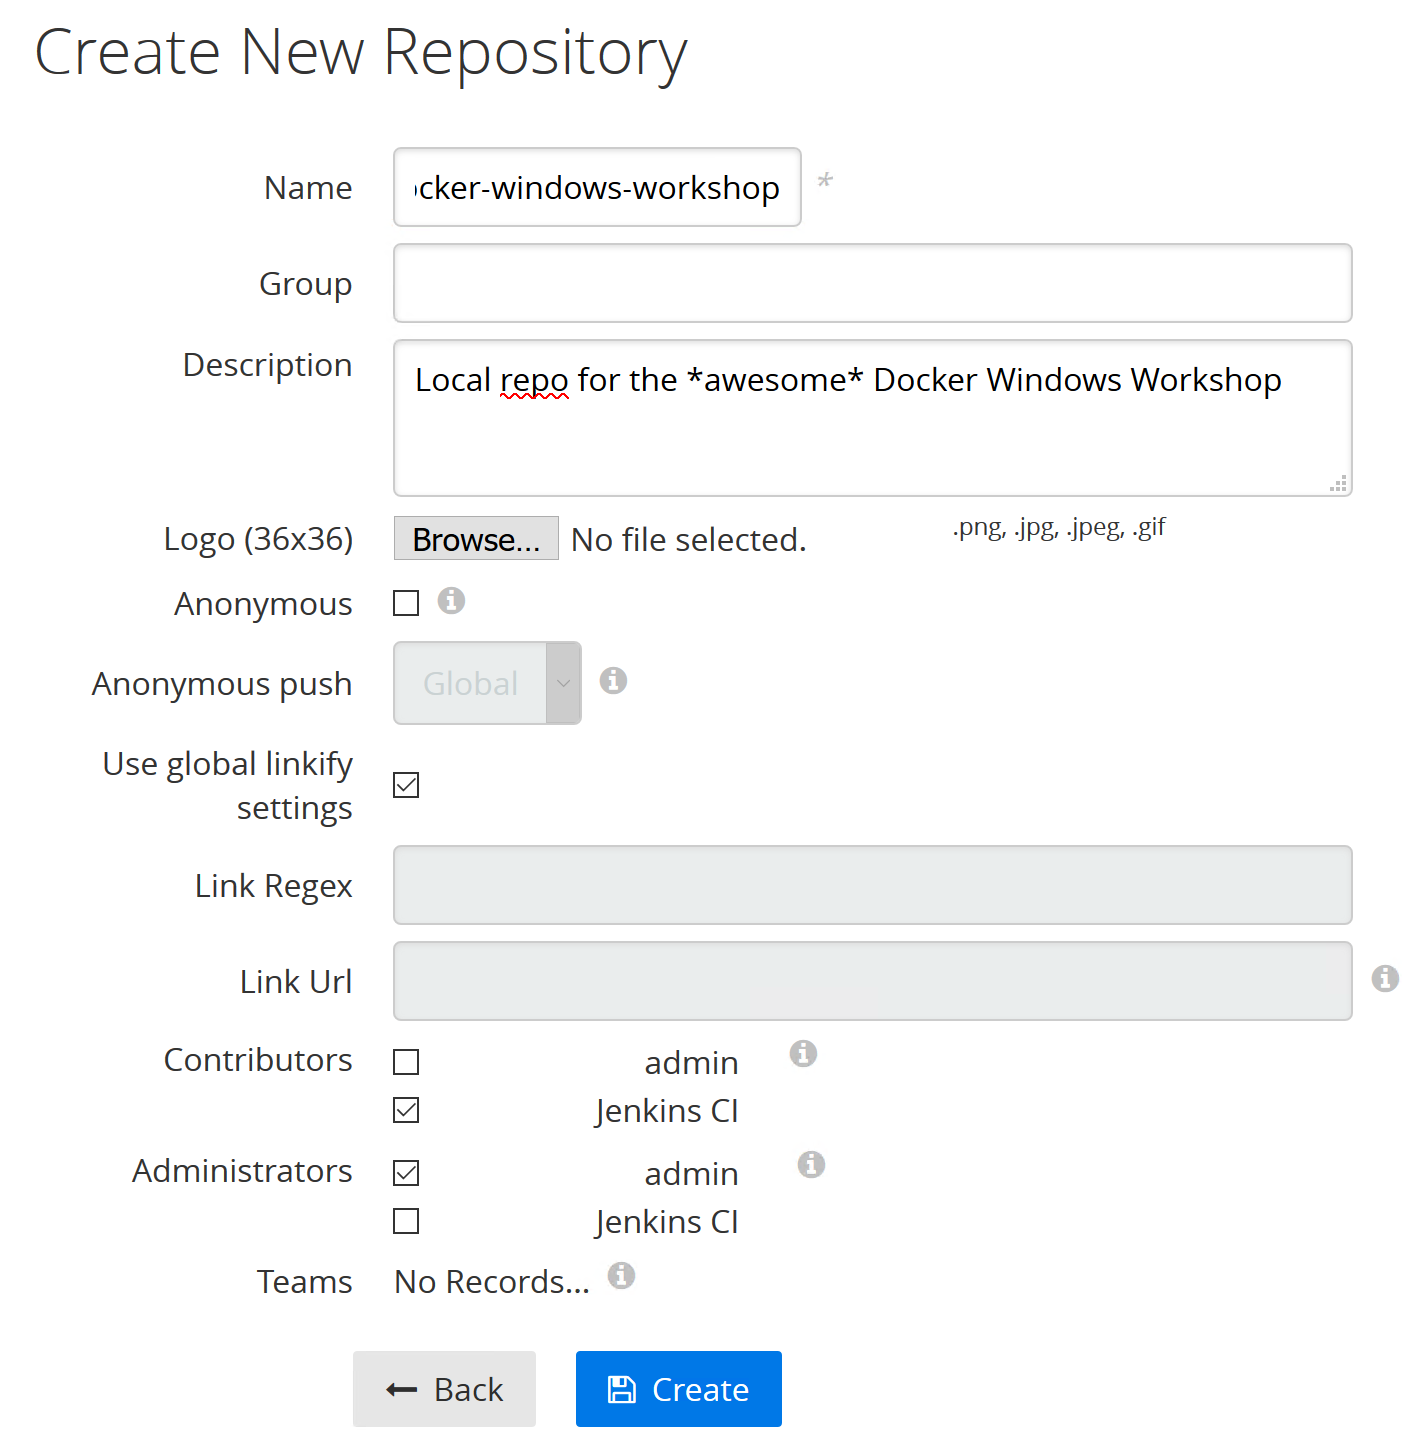 Create New Repository
Name ocker-windows-workshop *
Group
Description Local repo for the *awesome* Docker Windows Workshop
Logo (36x36) Browse... No file selected. .png, .jpg, .jpeg, .gif
Anonymous
Anonymous push Global
Use global linkify
settings
Link Regex
Link Url
Contributors admin
Jenkins CI
Administrators admin
Jenkins CI
Teams No Records...
Back Create